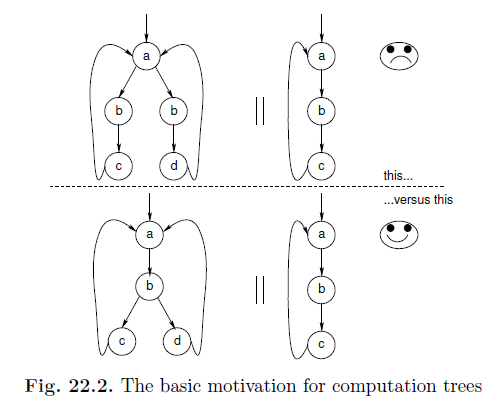 a
a
b
b
||
b
c
d
c
this...
...versus this
a
a
b
||
b
c
d
c
Fig. 22.2. The basic motivation for computation trees